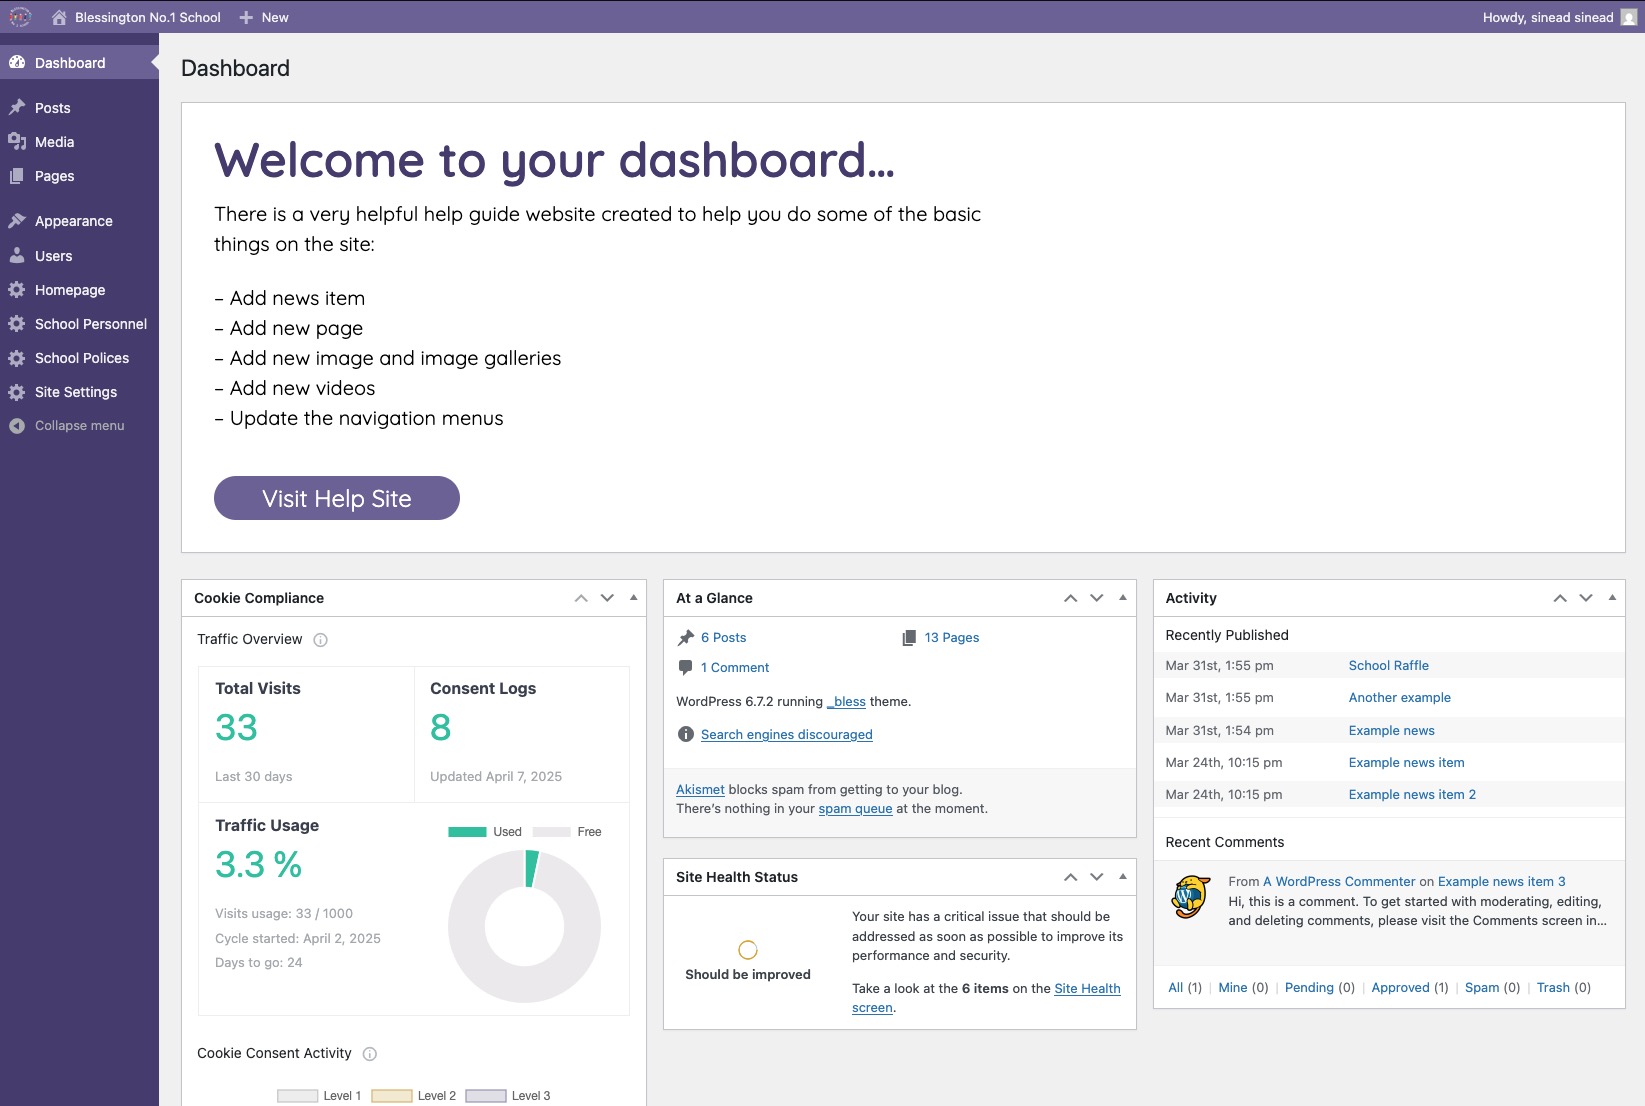 Blessington No.1 School
New
Howdy, sinead sinead
Dashboard
Posts
Media
Pages
Appearance
Users
Homepage
School Personnel
School Polices
Site Settings
Collapse menu
Dashboard
Welcome to your dashboard...
There is a very helpful help guide website created to help you do some of the basic
things on the site:
– Add news item
– Add new page
– Add new image and image galleries
– Add new videos
– Update the navigation menus
Visit Help Site
Cookie Compliance
Traffic Overview
Total Visits
33
Last 30 days
Consent Logs
8
Updated April 7, 2025
Traffic Usage
3.3 %
Visits usage: 33 / 1000
Cycle started: April 2, 2025
Days to go: 24
Used
Free
Cookie Consent Activity
Level 1
Level 2
Level 3
At a Glance
6 Posts
13 Pages
1 Comment
WordPress 6.7.2 running _bless theme.
Search engines discouraged
Akismet blocks spam from getting to your blog.
There's nothing in your spam queue at the moment.
Site Health Status
Should be improved
Your site has a critical issue that should be
addressed as soon as possible to improve its
performance and security.
Take a look at the 6 items on the Site Health
screen.
Activity
Recently Published
Mar 31st, 1:55 pm School Raffle
Mar 31st, 1:55 pm Another example
Mar 31st, 1:54 pm Example news
Mar 24th, 10:15 pm Example news item
Mar 24th, 10:15 pm Example news item 2
Recent Comments
From A WordPress Commenter on Example news item 3
Hi, this is a comment. To get started with moderating, editing,
and deleting comments, please visit the Comments screen in…
All (1) | Mine (0) | Pending (0) | Approved (1) | Spam (0) | Trash (0)